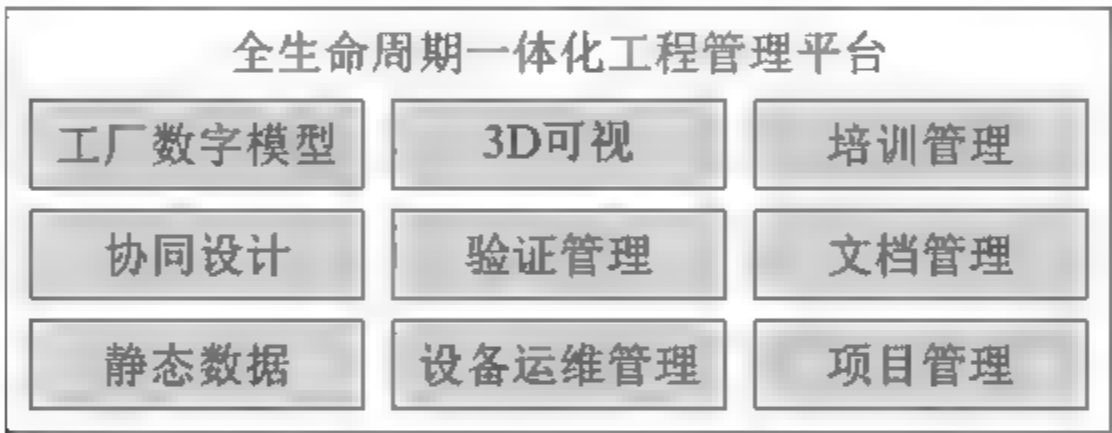 全生命周期一体化工程管理平台
工厂数字模型 3D可视 培训管理
协同设计 验证管理 文档管理
静态数据 设备运维管理 项目管理